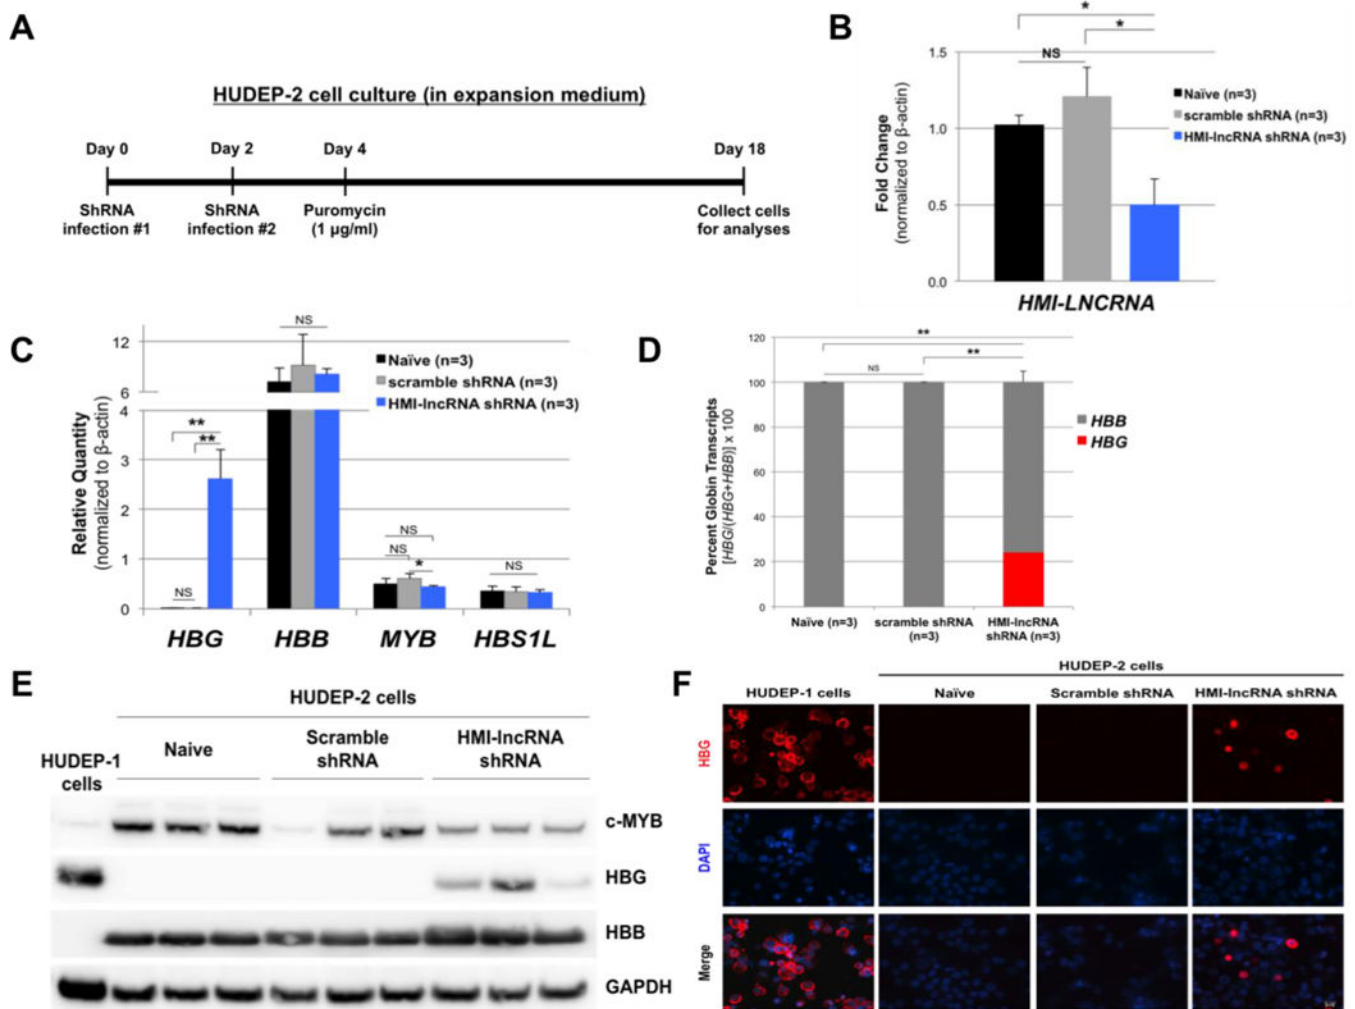 A
HUDEP-2 cell culture (in expansion medium)
Day 0
Day 2
Day 4
Day 18
ShRNA
infection #1
ShRNA
infection #2
Puromycin
(1 µg/ml)
Collect cells
for analyses
B
*
*
NS
1.5
1.0
0.5
0.0
Fold Change
(normalized to β-actin)
Naïve (n=3)
scramble shRNA (n=3)
HMI-lncRNA shRNA (n=3)
HMI-LNCRNA
C
NS
12
6
4
3
2
1
0
Relative Quantity
(normalized to β-actin)
Naïve (n=3)
scramble shRNA (n=3)
HMI-lncRNA shRNA (n=3)
**
**
NS
NS
NS
*
NS
HBG
HBB
MYB
HBS1L
D
120
100
80
60
40
20
0
Percent Globin Transcripts
[HBG/(HBG+HBB)] x 100
**
**
NS
HBB
HBG
Naïve (n=3)
scramble shRNA
(n=3)
HMI-lncRNA
shRNA (n=3)
E
HUDEP-2 cells
HUDEP-1
cells
Naive
Scramble
shRNA
HMI-lncRNA
shRNA
c-MYB
HBG
HBB
GAPDH
F
HUDEP-2 cells
HUDEP-1 cells
Naïve
Scramble shRNA
HMI-lncRNA shRNA
HBG
DAPI
Merge